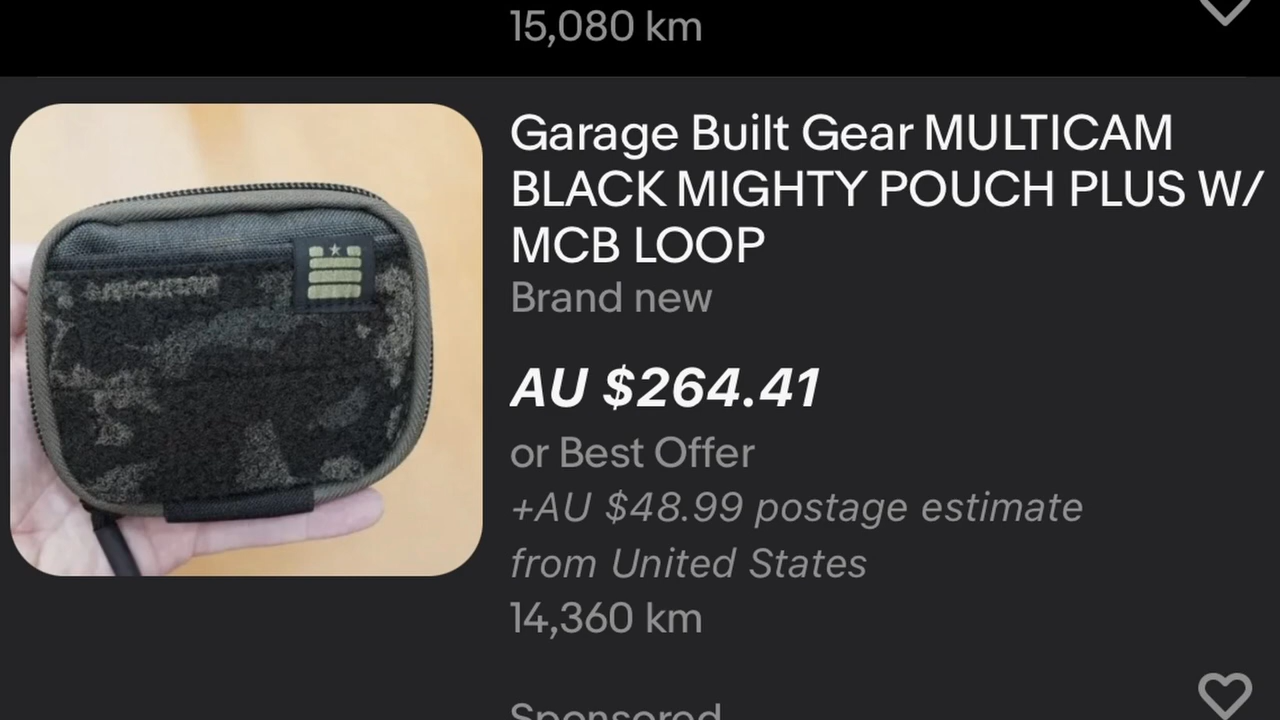 15,080 km
Garage Built Gear MULTICAM
BLACK MIGHTY POUCH PLUS W/
MCB LOOP
Brand new
AU $264.41
or Best Offer
+AU $48.99 postage estimate
from United States
14,360 km
Sponsored